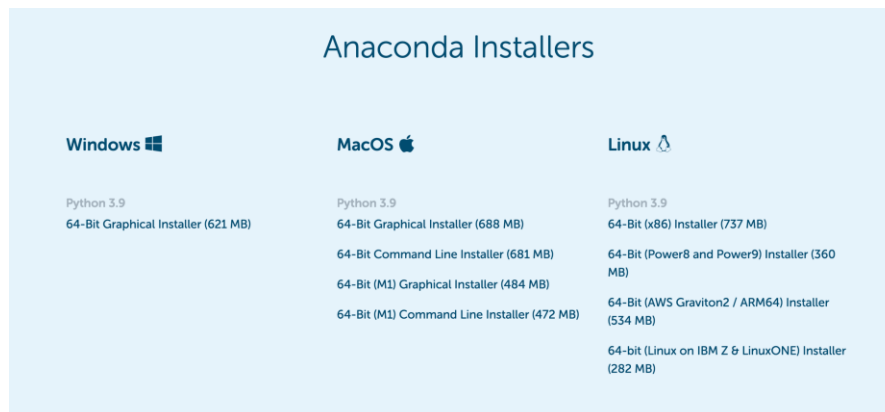 Anaconda Installers
Windows
Python 3.9
64-Bit Graphical Installer (621 MB)
MacOS
Python 3.9
64-Bit Graphical Installer (688 MB)
64-Bit Command Line Installer (681 MB)
64-Bit (M1) Graphical Installer (484 MB)
64-Bit (M1) Command Line Installer (472 MB)
Linux
Python 3.9
64-Bit (x86) Installer (737 MB)
64-Bit (Power8 and Power9) Installer (360
MB)
64-Bit (AWS Graviton2 / ARM64) Installer
(534 MB)
64-bit (Linux on IBM Z & LinuxONE) Installer
(282 MB)